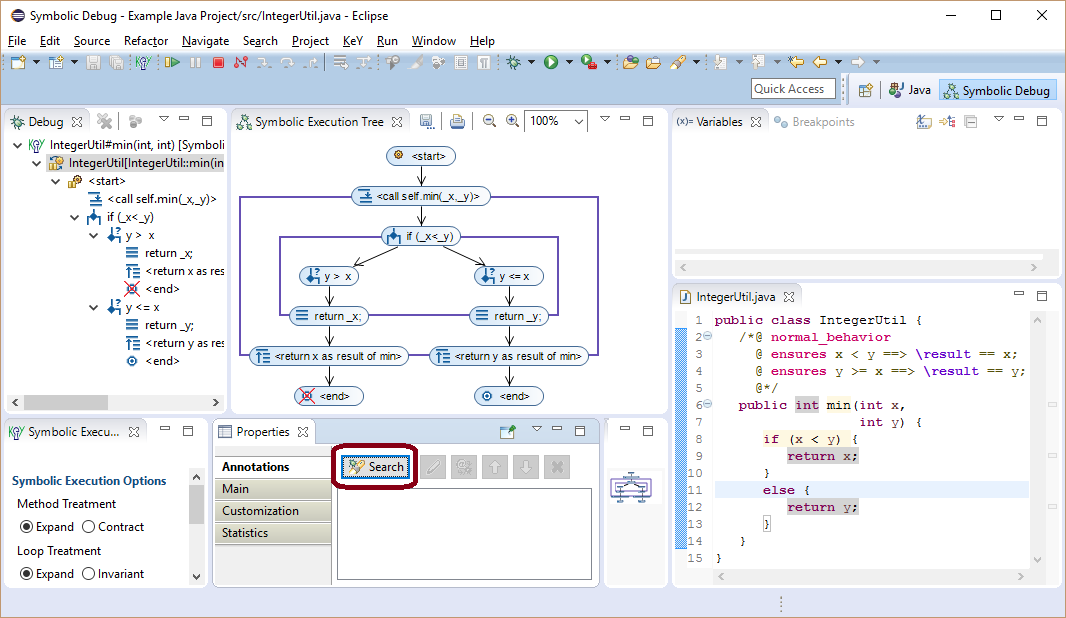 Symbolic Debug - Example Java Project/src/IntegerUtil.java - Eclipse
File Edit Source Refactor Navigate Search Project KeY Run Window Help
Quick Access
Java
Symbolic Debug
Debug
IntegerUtil#min(int, int) [Symbolic
IntegerUtil[IntegerUtil::min(in
<start>
<call self.min(_x,_y)>
if (_x<_y)
y > x
return _x;
<return x as res
<end>
y <= x
return _y;
<return y as res
<end>
Symbolic Execution Tree
100%
<start>
<call self.min(_x,_y)>
if (_x<_y)
y > x
y <= x
return _x;
return _y;
<return x as result of min>
<return y as result of min>
<end>
<end>
(x)= Variables
Breakpoints
IntegerUtil.java
1 public class IntegerUtil {
2 /*@ normal_behavior
3 @ ensures x < y ==> \result == x;
4 @ ensures y >= x ==> \result == y;
5 @*/
6 public int min(int x,
7 int y) {
8 if (x < y) {
9 return x;
10 }
11 else {
12 return y;
13 }
14 }
15 }
Symbolic Execu...
Symbolic Execution Options
Method Treatment
Expand Contract
Loop Treatment
Expand Invariant
Properties
Annotations
Main
Customization
Statistics
Search